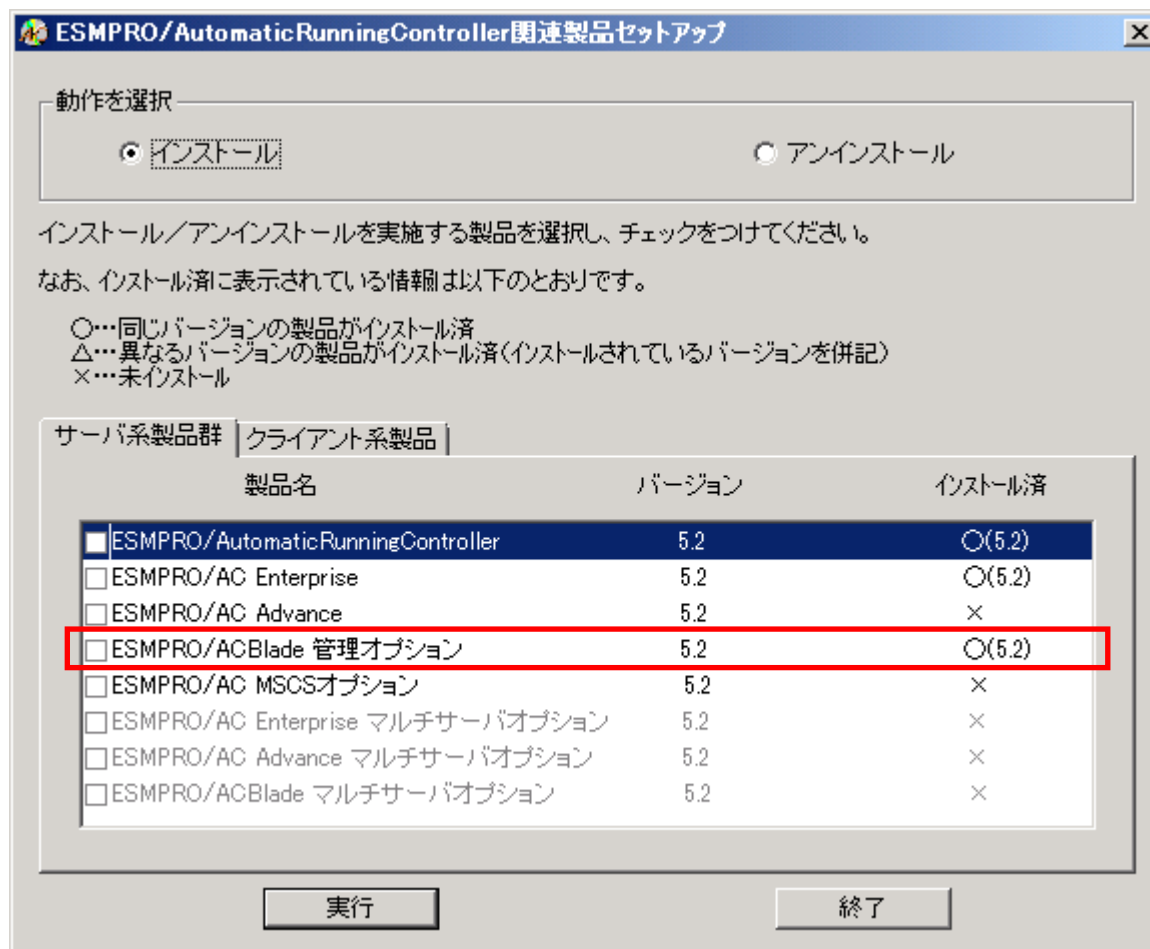 ESMPRO/AutomaticRunningController関連製品セットアップ
動作を選択
インストール アンインストール
インストール／アンインストールを実施する製品を選択し、チェックをつけてください。
なお、インストール済に表示されている情報は以下のとおりです。
○…同じバージョンの製品がインストール済
△…異なるバージョンの製品がインストール済(インストールされているバージョンを併記)
×…未インストール
サーバ系製品群 クライアント系製品
製品名 バージョン インストール済
ESMPRO/AutomaticRunningController 5.2 ○(5.2)
ESMPRO/AC Enterprise 5.2 ○(5.2)
ESMPRO/AC Advance 5.2 ×
ESMPRO/ACBlade 管理オプション 5.2 ○(5.2)
ESMPRO/AC MSCSオプション 5.2 ×
ESMPRO/AC Enterprise マルチサーバオプション 5.2 ×
ESMPRO/AC Advance マルチサーバオプション 5.2 ×
ESMPRO/ACBlade マルチサーバオプション 5.2 ×
実行 終了